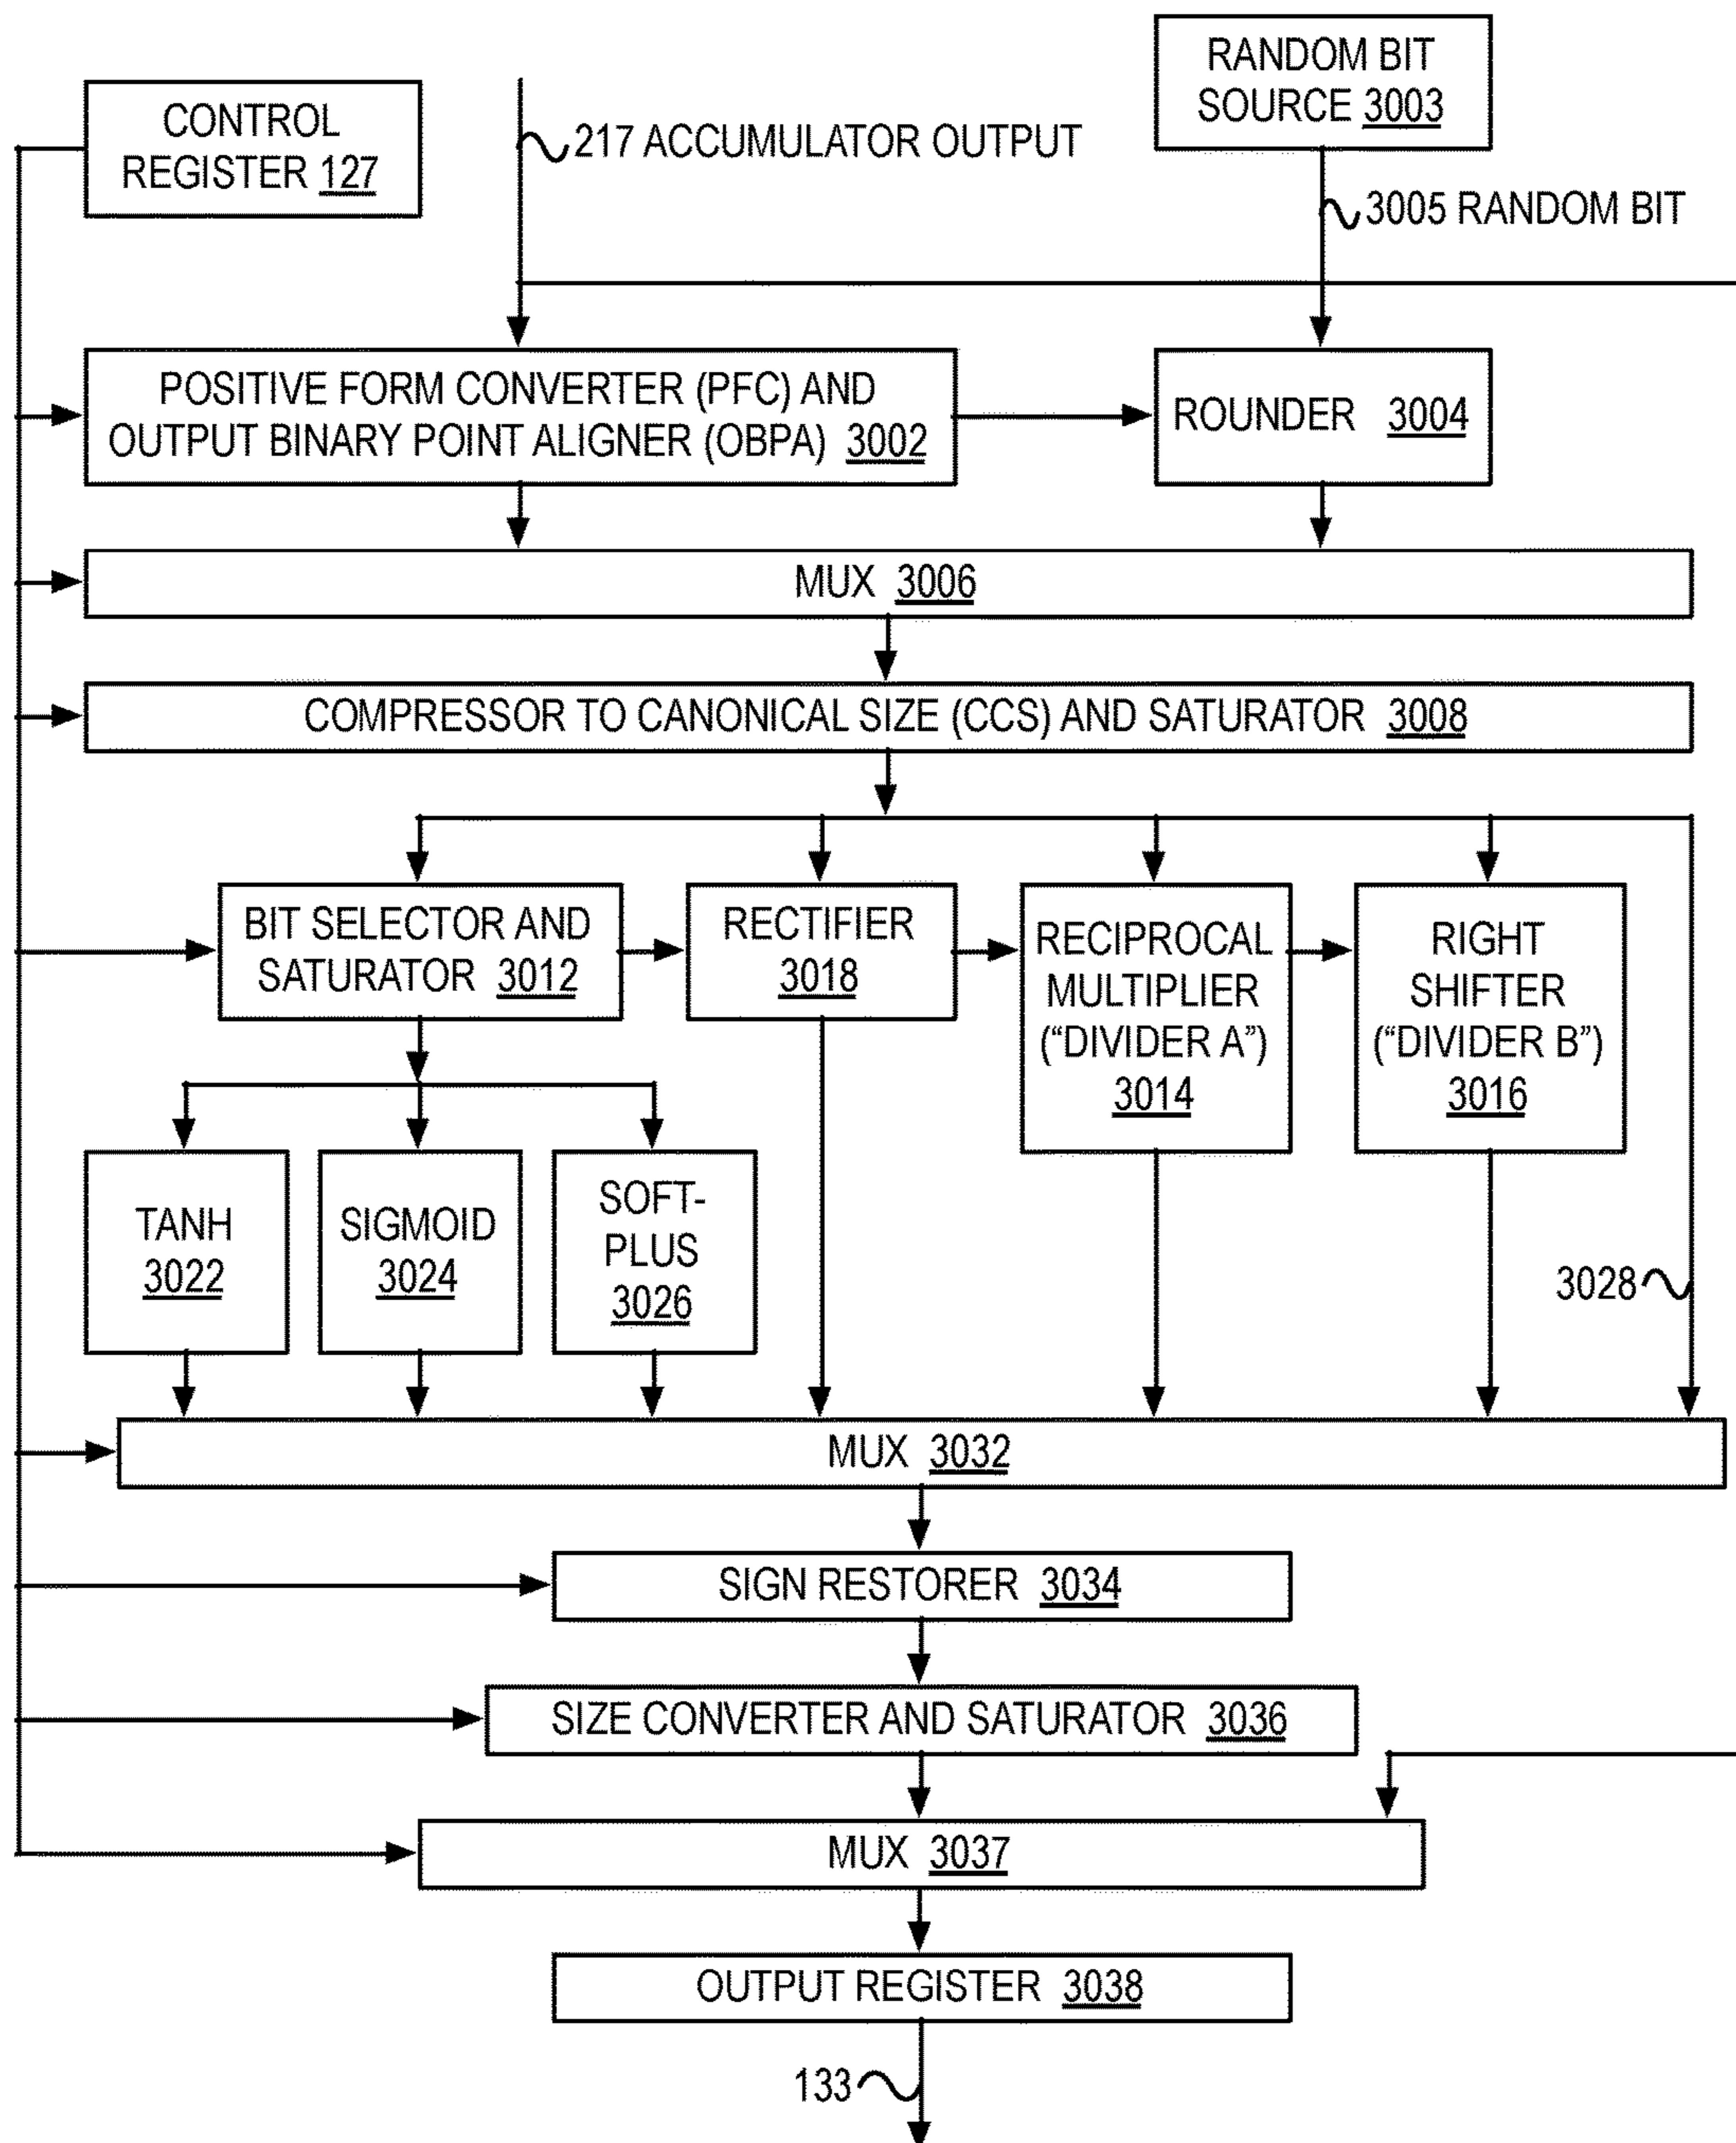 RANDOM BIT
SOURCE 3003
CONTROL
REGISTER 127
217 ACCUMULATOR OUTPUT
3005 RANDOM BIT
POSITIVE FORM CONVERTER (PFC) AND
OUTPUT BINARY POINT ALIGNER (OBPA) 3002
ROUNDER 3004
MUX 3006
COMPRESSOR TO CANONICAL SIZE (CCS) AND SATURATOR 3008
BIT SELECTOR AND
SATURATOR 3012
RECTIFIER
3018
RECIPROCAL
MULTIPLIER
(“DIVIDER A”)
3014
RIGHT
SHIFTER
(“DIVIDER B”)
3016
TANH
3022
SIGMOID
3024
SOFT-
PLUS
3026
3028
MUX 3032
SIGN RESTORER 3034
SIZE CONVERTER AND SATURATOR 3036
MUX 3037
OUTPUT REGISTER 3038
133